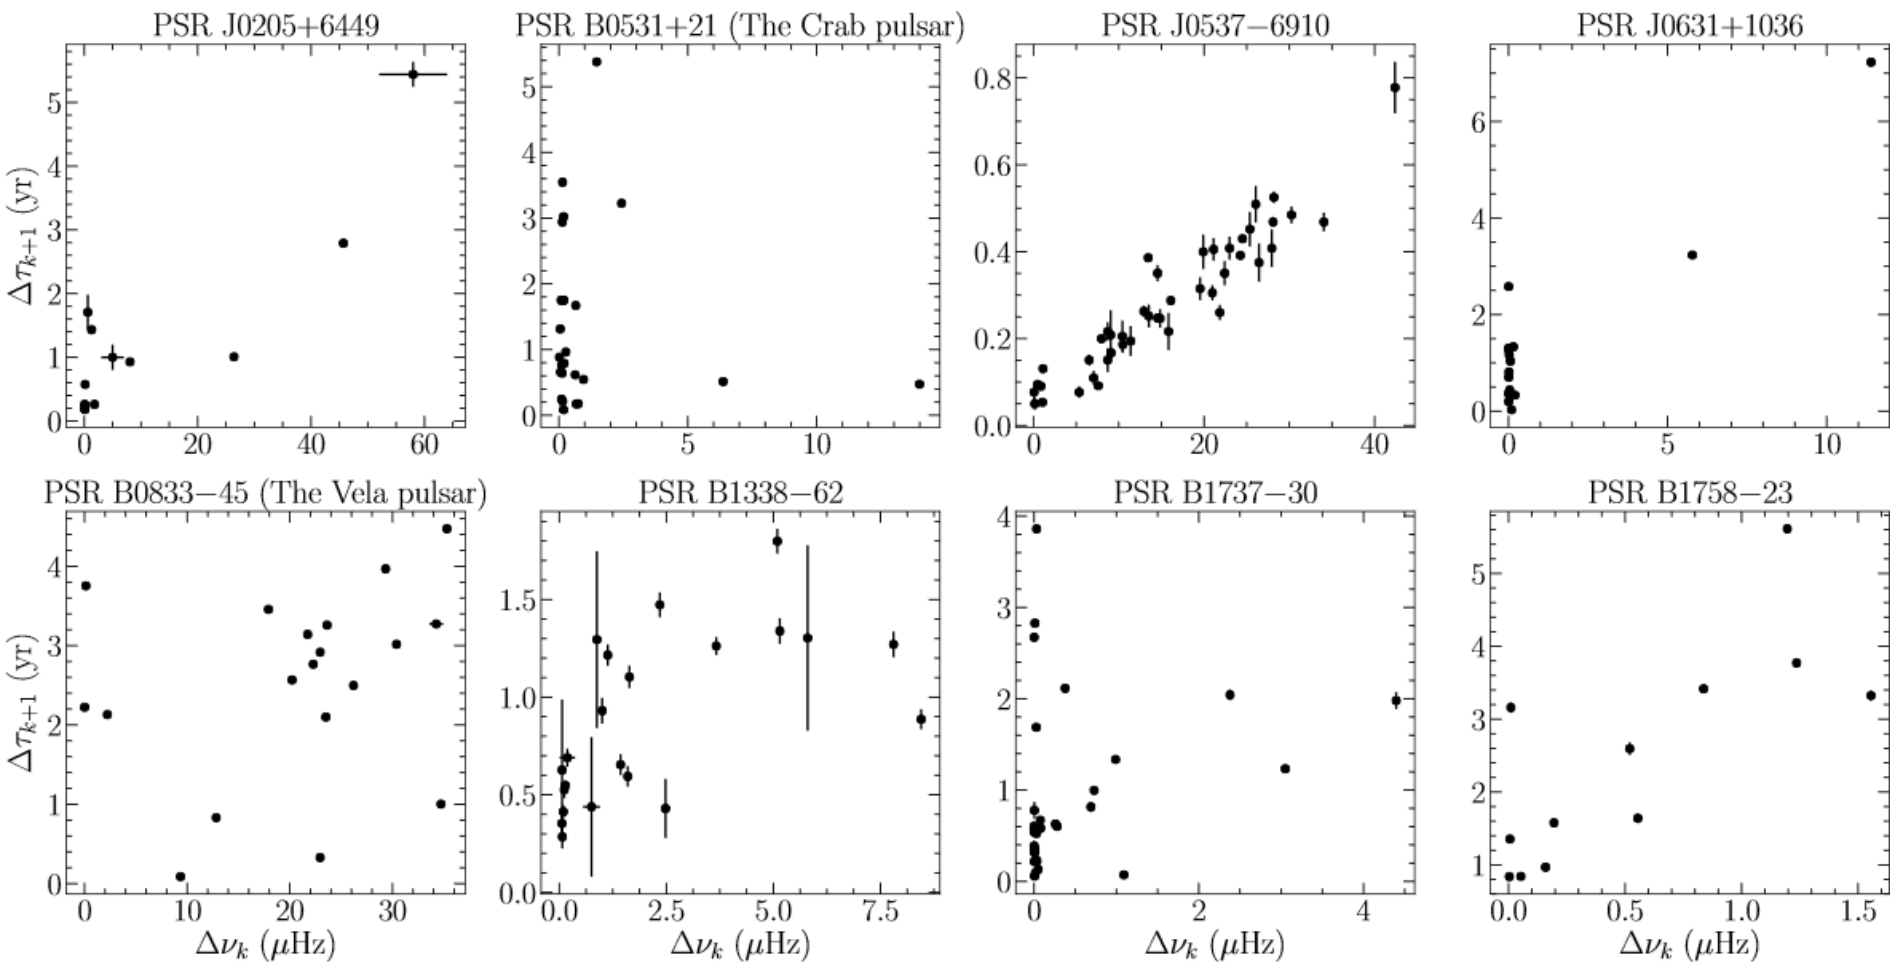 PSR J0205+6449
PSR B0531+21 (The Crab pulsar)
PSR J0537−6910
PSR J0631+1036
Δτk+1 (yr)
5
4
3
2
1
0
0 20 40 60
5
4
3
2
1
0
0 5 10
0.8
0.6
0.4
0.2
0.0
0 20 40
6
4
2
0
0 5 10
PSR B0833−45 (The Vela pulsar)
PSR B1338−62
PSR B1737−30
PSR B1758−23
Δτk+1 (yr)
4
3
2
1
0
0 10 20 30
Δνk (μHz)
1.5
1.0
0.5
0.0
0.0 2.5 5.0 7.5
Δνk (μHz)
4
3
2
1
0
0 2 4
Δνk (μHz)
5
4
3
2
1
0.0 0.5 1.0 1.5
Δνk (μHz)